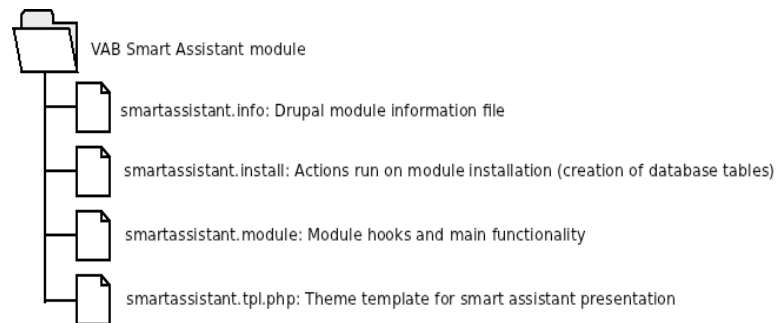 VAB Smart Assistant module
smartassistant.info: Drupal module information file
smartassistant.install: Actions run on module installation (creation of database tables)
smartassistant.module: Module hooks and main functionality
smartassistant.tpl.php: Theme template for smart assistant presentation